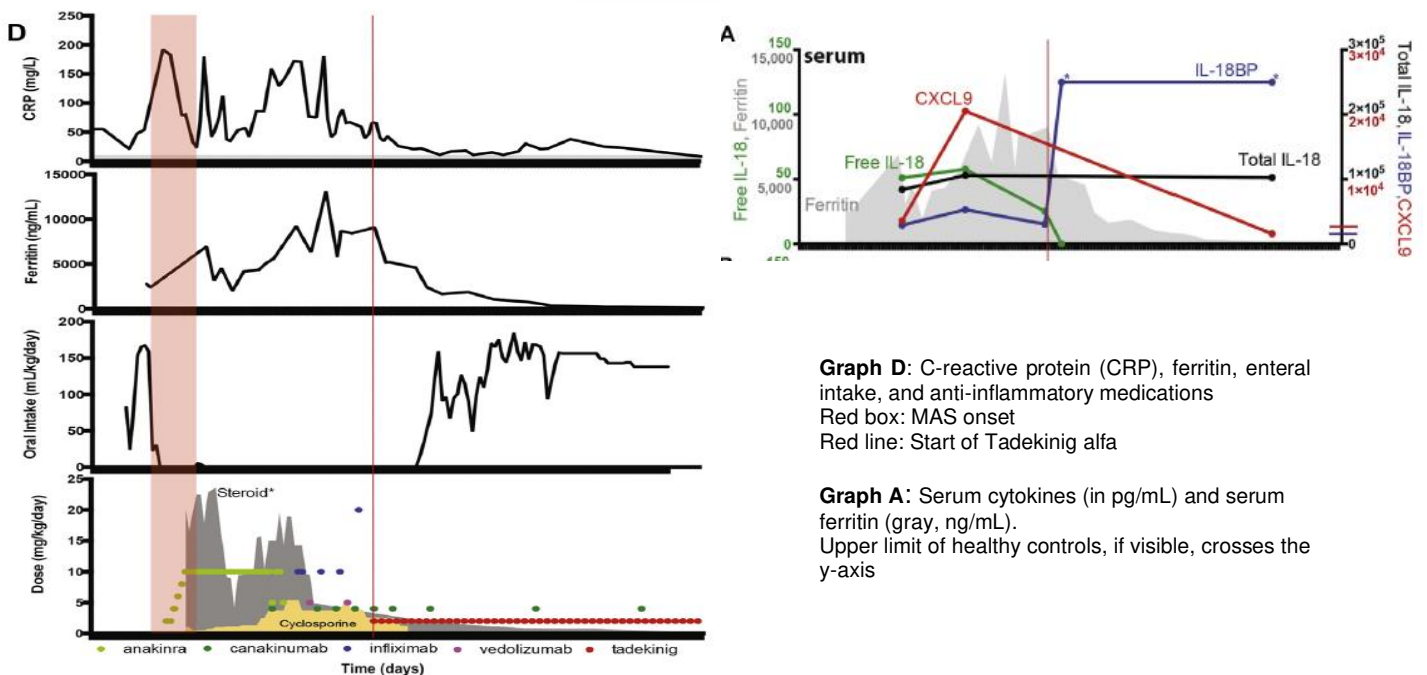 D
250
200
150
100
50
0
CRP (mg/L)
15000
10000
5000
0
Ferritin (ng/mL)
200
150
100
50
0
Oral Intake (mL/kg/day)
25
20
15
10
5
0
Dose (mg/kg/day)
Steroid*
Cyclosporine
anakinra canakinumab infliximab vedolizumab tadekinig
Time (days)
A
serum
150
15,000
100
10,000
50
5,000
0
Free IL-18, Ferritin
CXCL9
Free IL-18
Ferritin
IL-18BP
Total IL-18
* *
3×10⁵
3×10⁴
2×10⁵
2×10⁴
1×10⁵
1×10⁴
0
Total IL-18, IL-18BP, CXCL9
Graph D: C-reactive protein (CRP), ferritin, enteral
intake, and anti-inflammatory medications
Red box: MAS onset
Red line: Start of Tadekinig alfa
Graph A: Serum cytokines (in pg/mL) and serum
ferritin (gray, ng/mL).
Upper limit of healthy controls, if visible, crosses the
y-axis